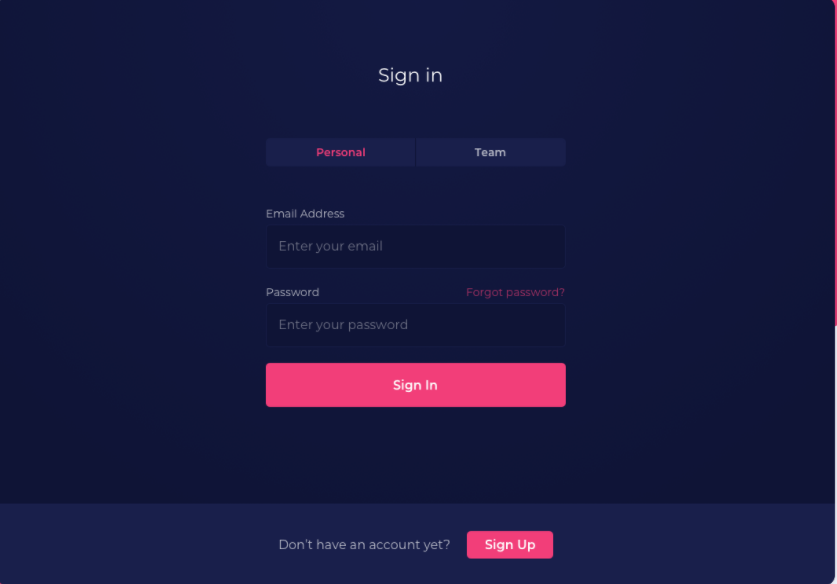 Sign in
Personal Team
Email Address
Enter your email
Password Forgot password?
Enter your password
Sign In
Don't have an account yet? Sign Up